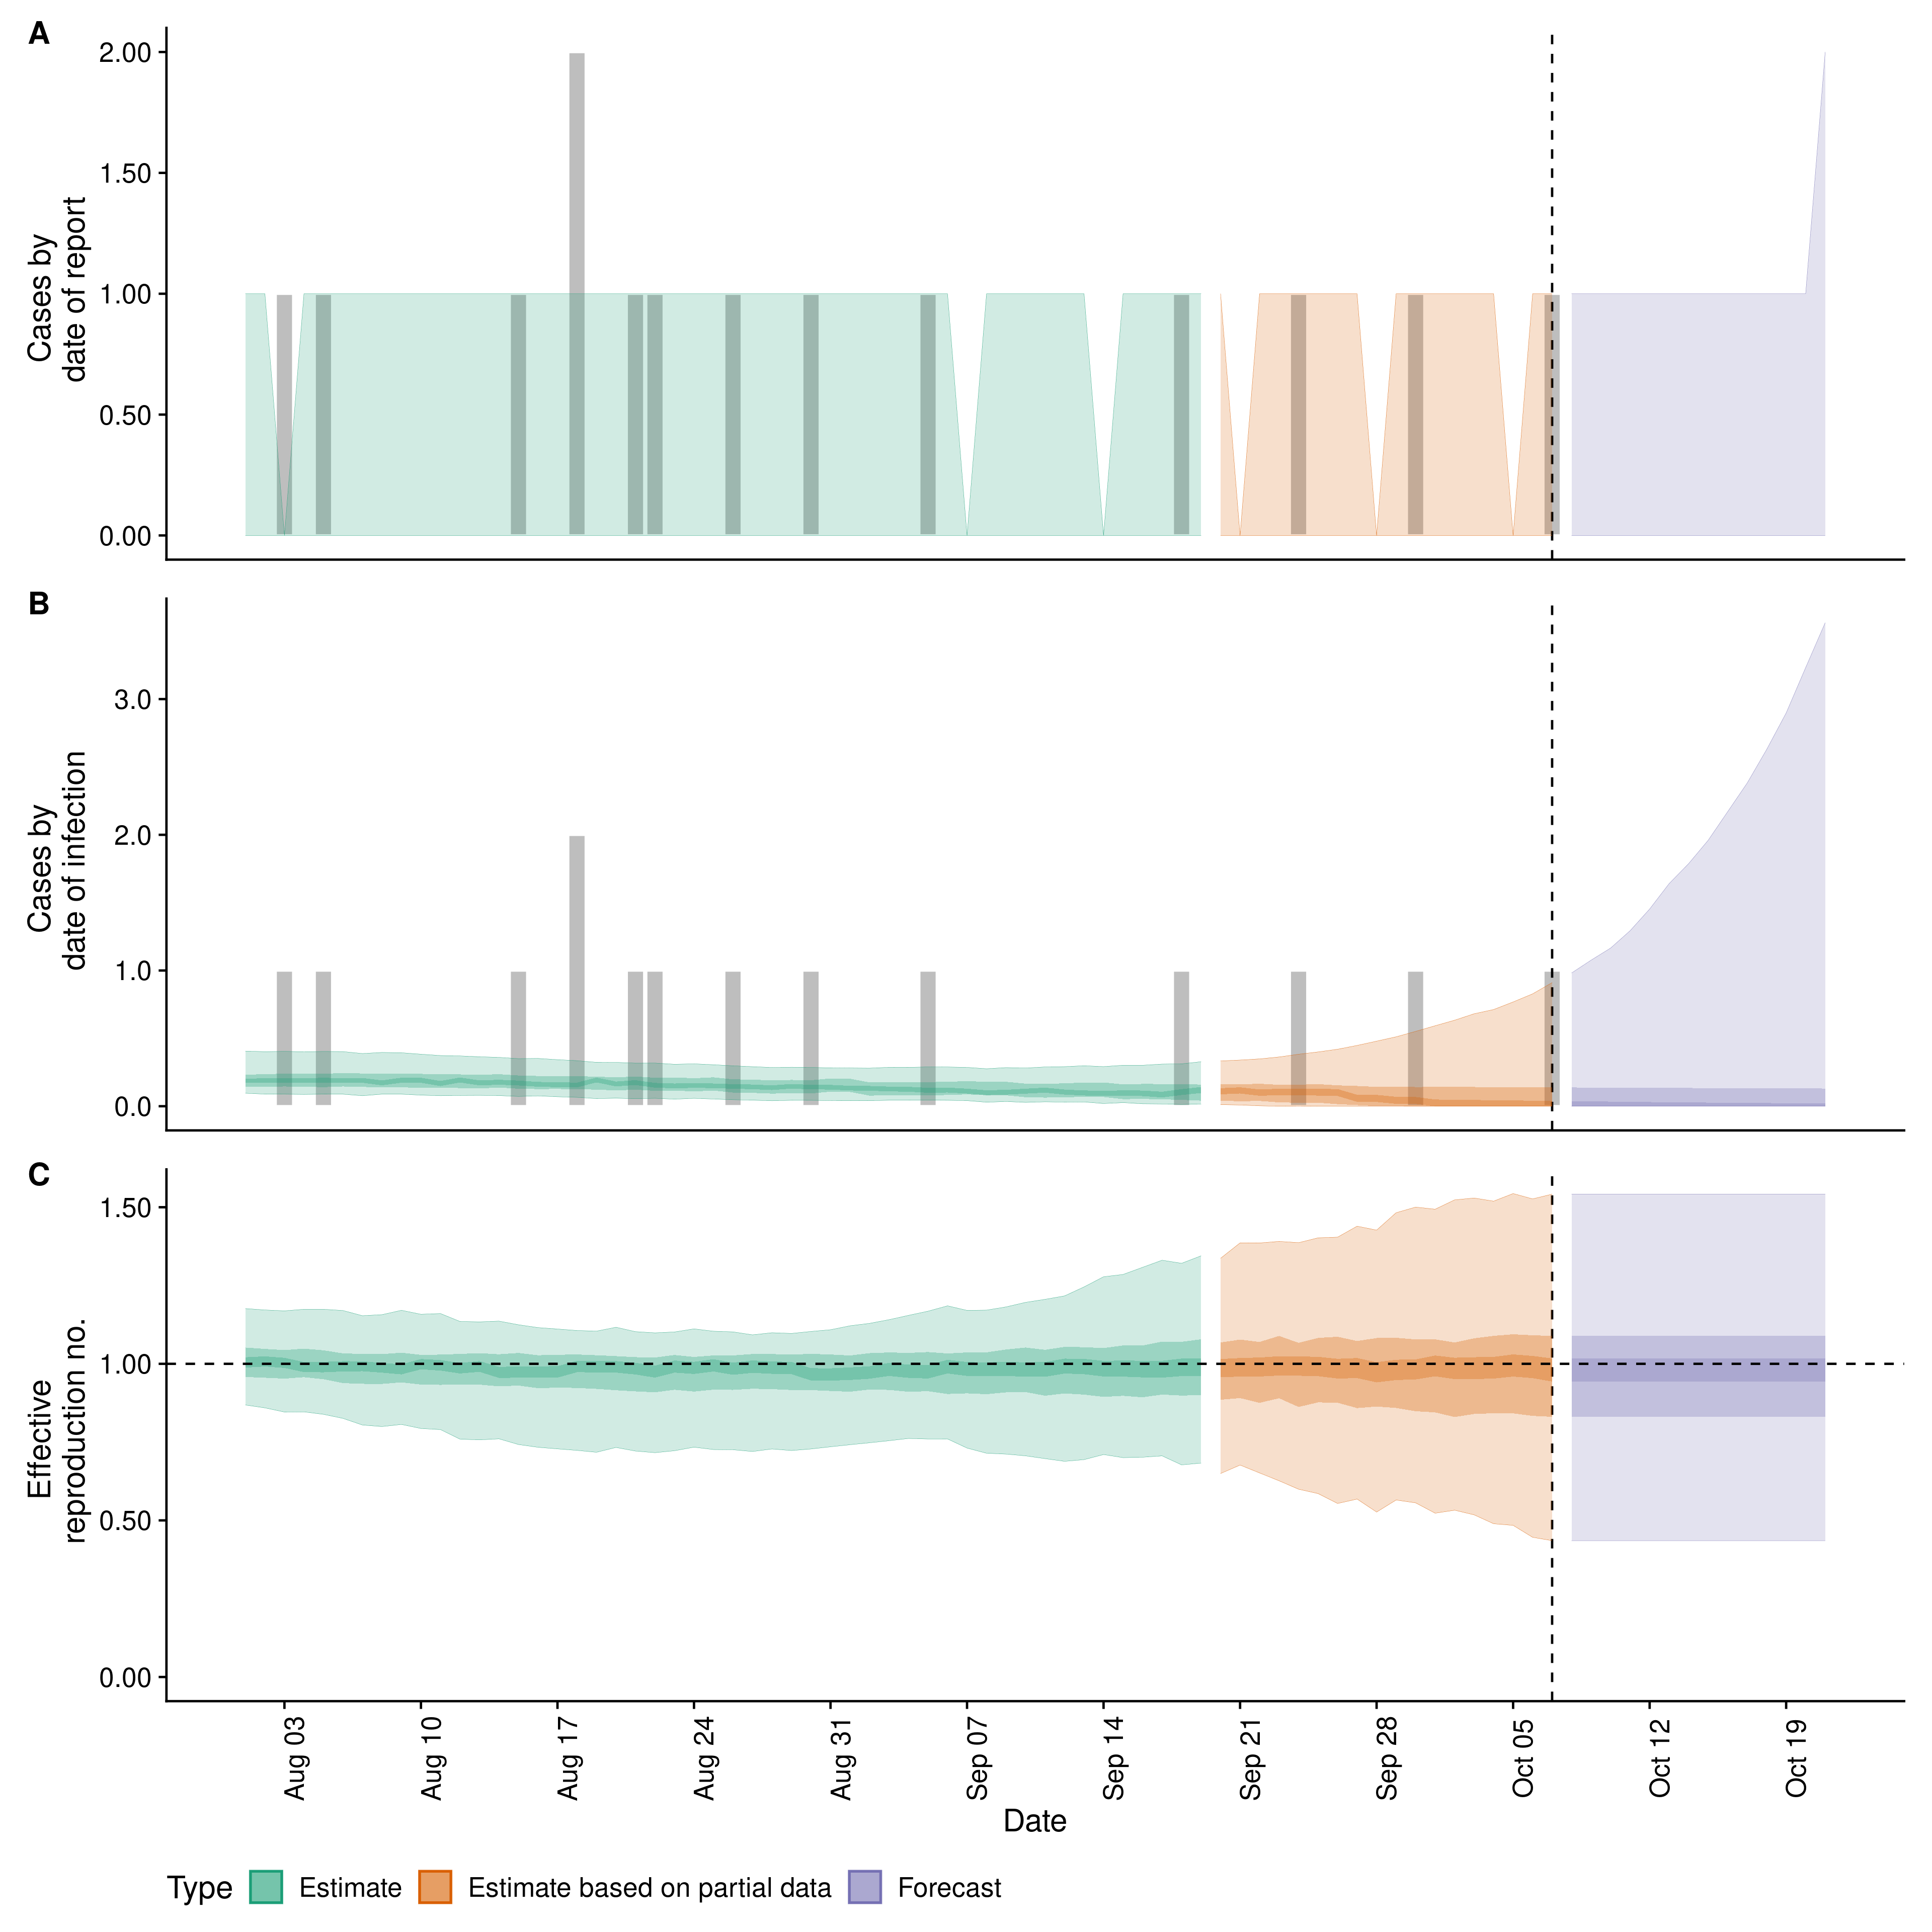 A
Cases by
date of report
2.00
1.50
1.00
0.50
0.00
B
Cases by
date of infection
3.0
2.0
1.0
0.0
C
Effective
reproduction no.
1.50
1.00
0.50
0.00
Aug 03
Aug 10
Aug 17
Aug 24
Aug 31
Sep 07
Sep 14
Sep 21
Sep 28
Oct 05
Oct 12
Oct 19
Date
Type Estimate Estimate based on partial data Forecast